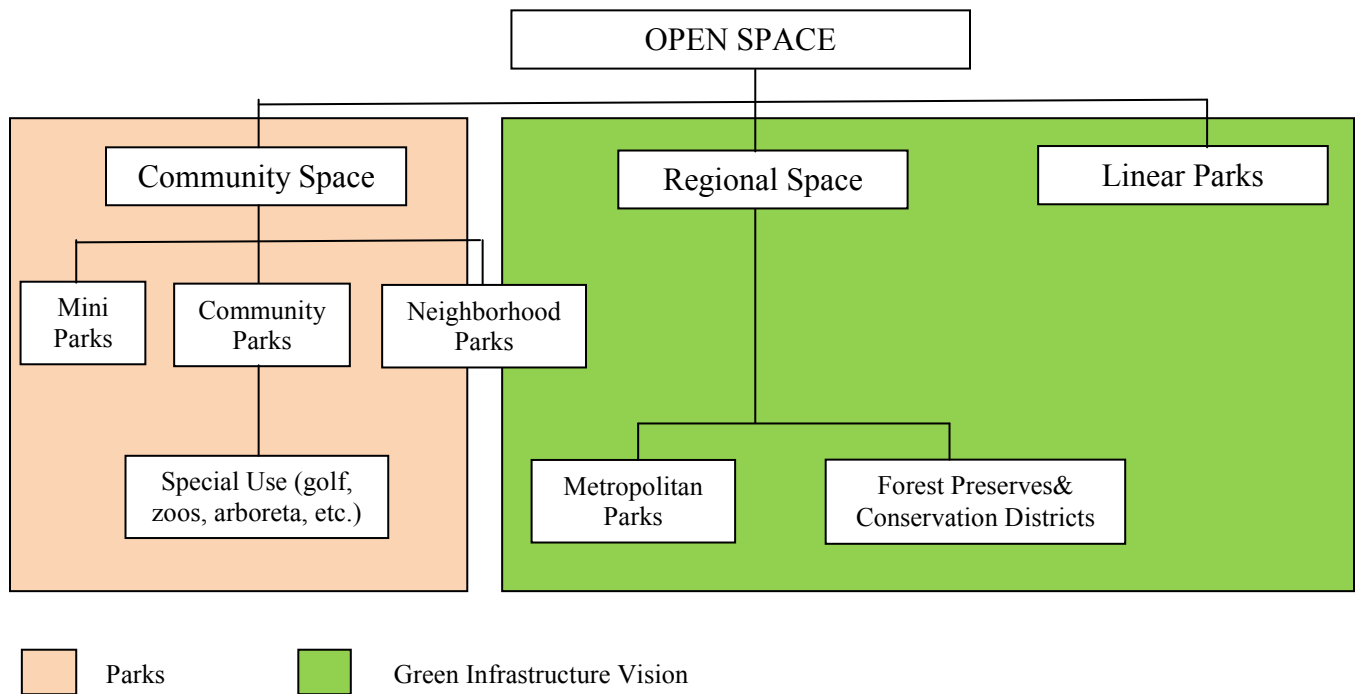 OPEN SPACE
Community Space
Regional Space
Linear Parks
Mini
Parks
Community
Parks
Neighborhood
Parks
Special Use (golf,
zoos, arboreta, etc.)
Metropolitan
Parks
Forest Preserves&
Conservation Districts
Parks
Green Infrastructure Vision